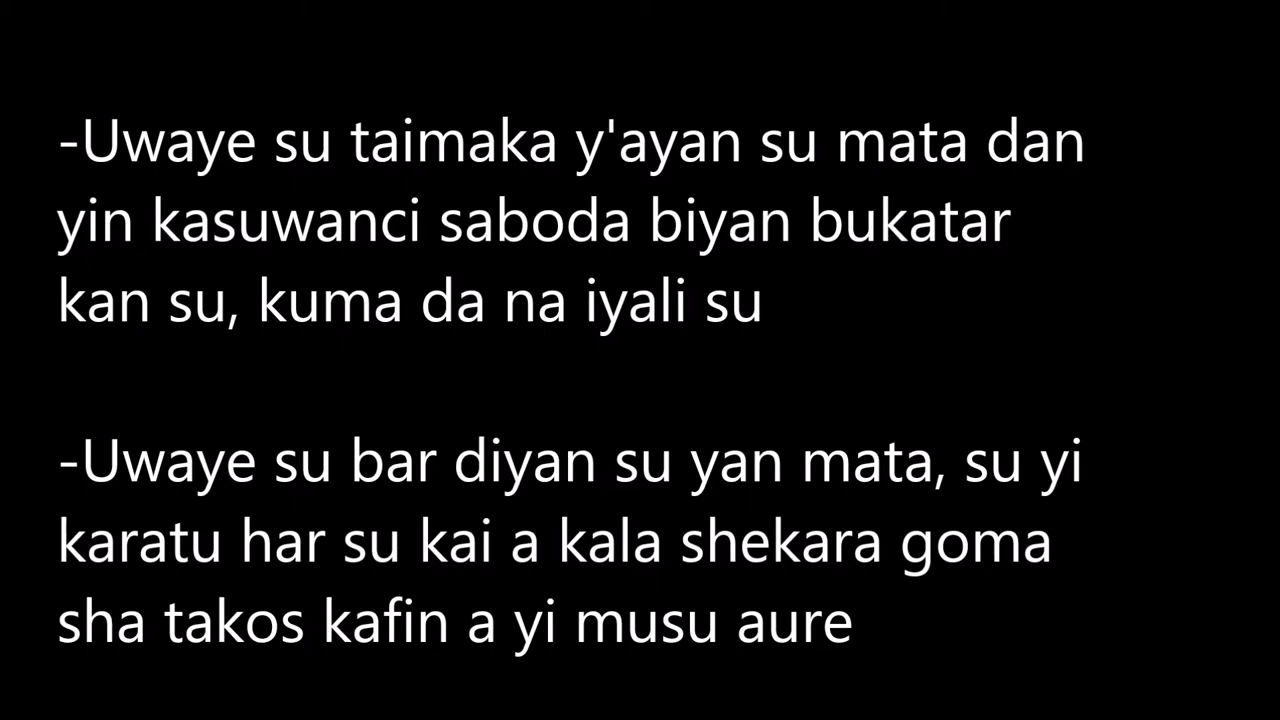 -Uwaye su taimaka y'ayan su mata dan
yin kasuwanci saboda biyan bukatar
kan su, kuma da na iyali su
-Uwaye su bar diyan su yan mata, su yi
karatu har su kai a kala shekara goma
sha takos kafin a yi musu aure